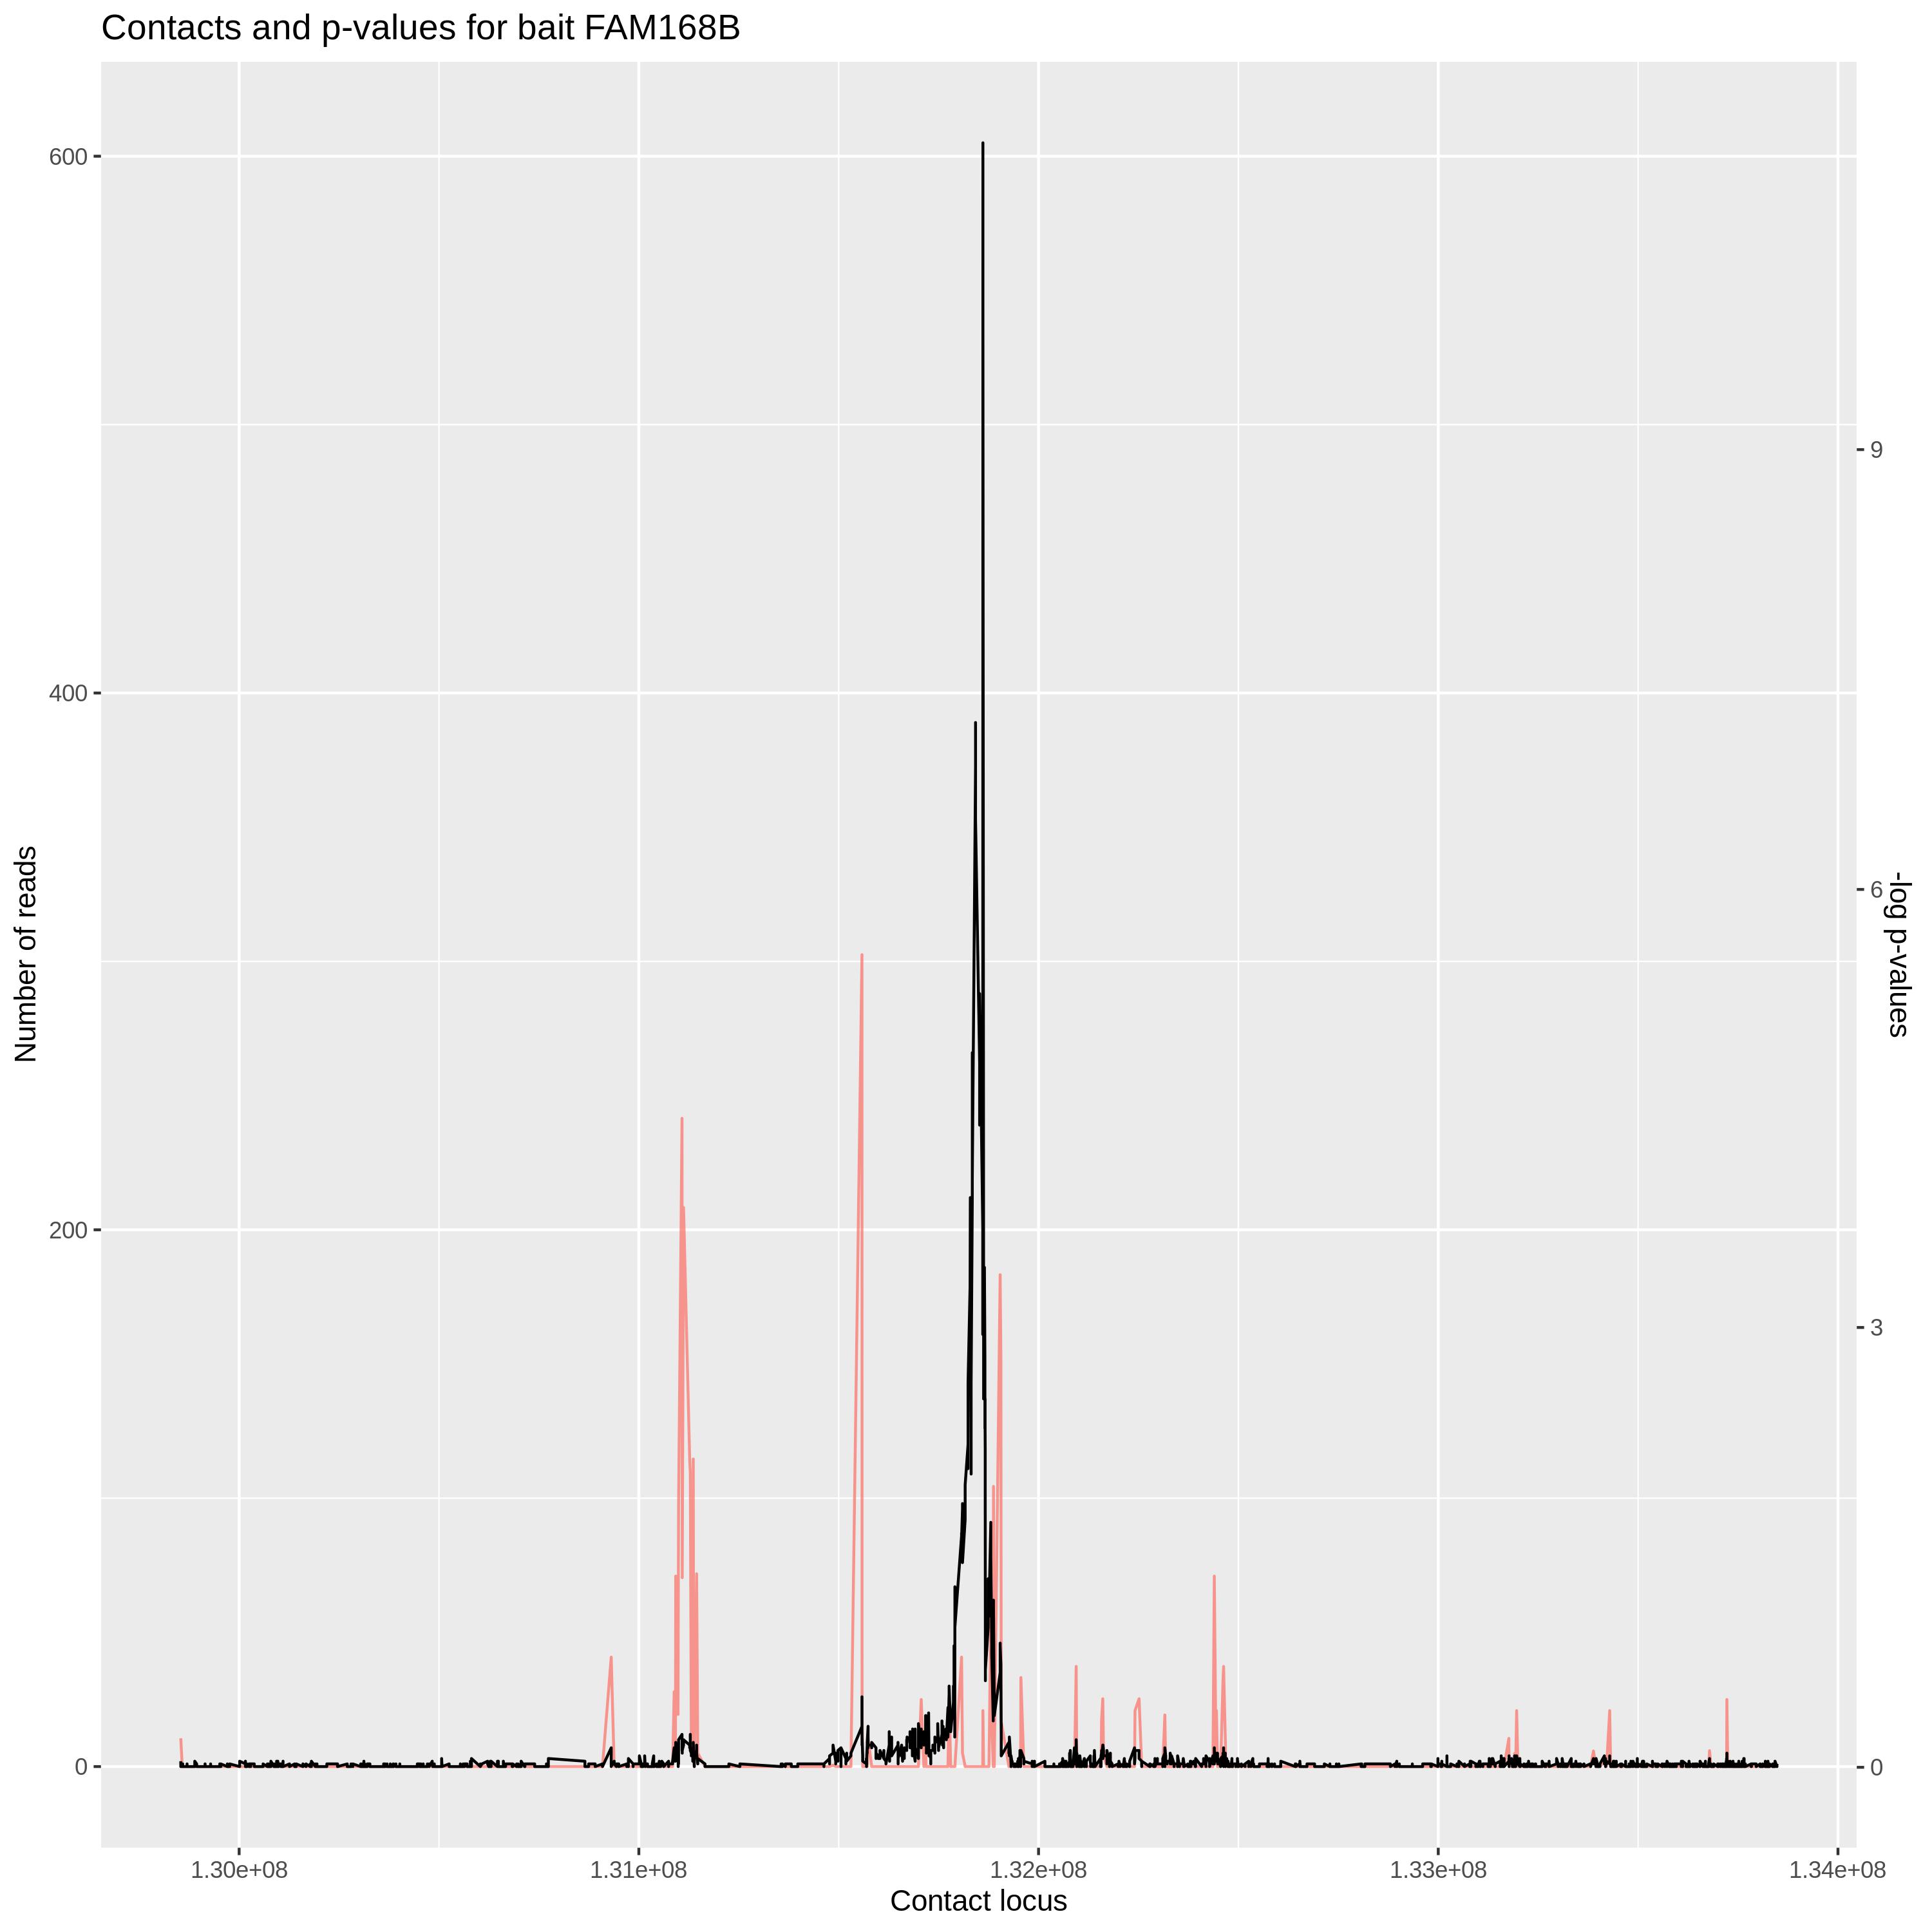 Contacts and p-values for bait FAM168B
600
400
200
0
Number of reads
9
6
3
0
-log p-values
1.30e+08
1.31e+08
1.32e+08
1.33e+08
1.34e+08
Contact locus